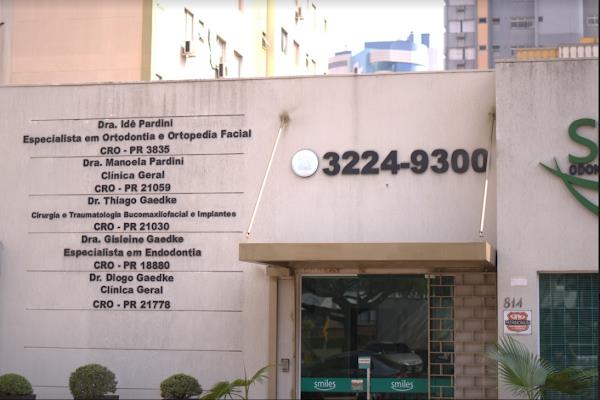 Dra. Idê Pardini
Especialista em Ortodontia e Ortopedia Facial
CRO - PR 3835
Dra. Manoela Pardini
Clínica Geral
CRO - PR 21059
Dr. Thiago Gaedke
Cirurgia e Traumatologia Bucomaxilofacial e Implantes
CRO - PR 21030
Dra. Gisleine Gaedke
Especialista em Endodontia
CRO - PR 18880
Dr. Diogo Gaedke
Clínica Geral
CRO - PR 21778
3224-9300
S
ODON
814
smiles
smiles